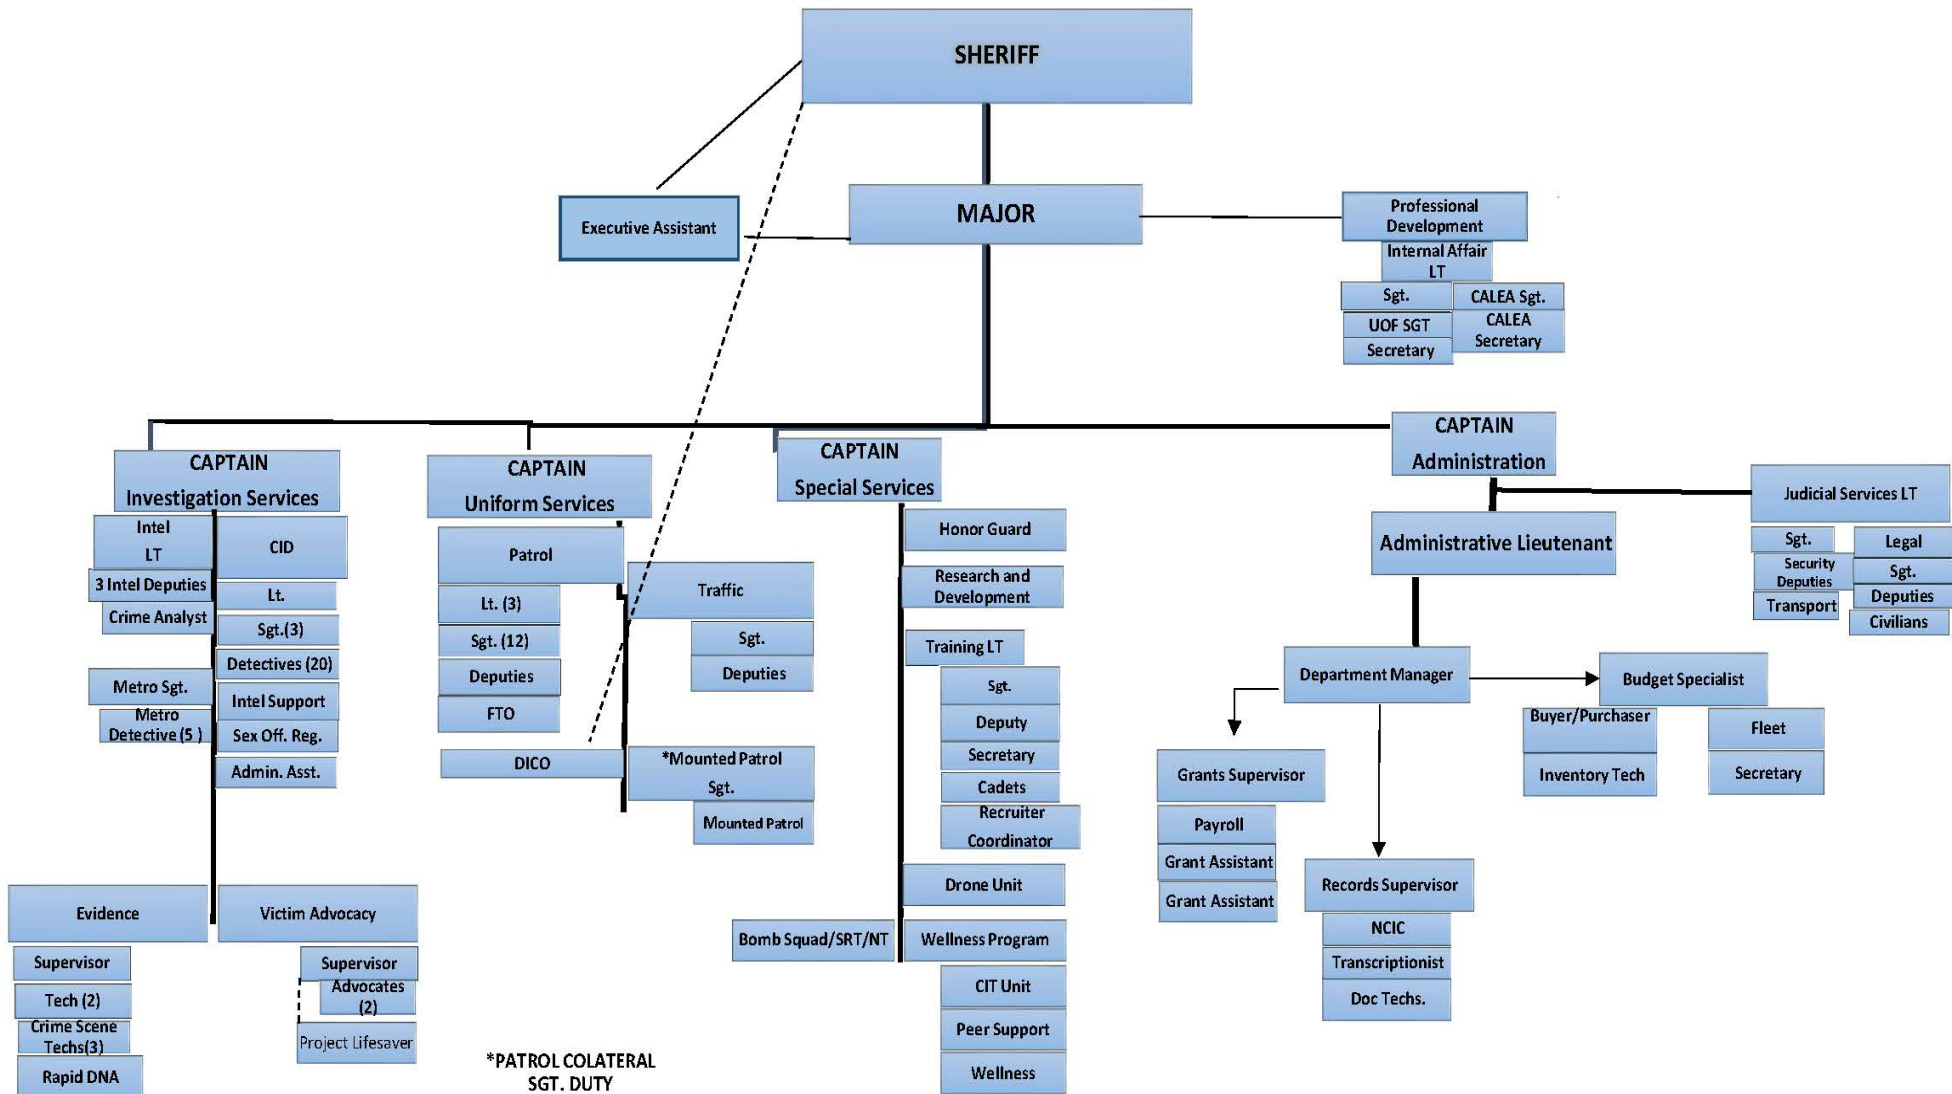 SHERIFF
MAJOR
Executive Assistant
Professional
Development
Internal Affair
LT
Sgt.
UOF SGT
Secretary
CALEA Sgt.
CALEA
Secretary
CAPTAIN
Investigation Services
Intel
LT
3 Intel Deputies
Crime Analyst
Metro Sgt.
Metro
Detective (5 )
CID
Lt.
Sgt.(3)
Detectives (20)
Intel Support
Sex Off. Reg.
Admin. Asst.
Evidence
Supervisor
Tech (2)
Crime Scene
Techs(3)
Rapid DNA
Victim Advocacy
Supervisor
Advocates
(2)
Project Lifesaver
CAPTAIN
Uniform Services
Patrol
Lt. (3)
Sgt. (12)
Deputies
FTO
DICO
Traffic
Sgt.
Deputies
*Mounted Patrol
Sgt.
Mounted Patrol
*PATROL COLATERAL
SGT. DUTY
CAPTAIN
Special Services
Honor Guard
Research and
Development
Training LT
Sgt.
Deputy
Secretary
Cadets
Recruiter
Coordinator
Drone Unit
Bomb Squad/SRT/NT
Wellness Program
CIT Unit
Peer Support
Wellness
CAPTAIN
Administration
Administrative Lieutenant
Judicial Services LT
Sgt.
Security
Deputies
Transport
Legal
Sgt.
Deputies
Civilians
Department Manager
Budget Specialist
Buyer/Purchaser
Inventory Tech
Fleet
Secretary
Grants Supervisor
Payroll
Grant Assistant
Grant Assistant
Records Supervisor
NCIC
Transcriptionist
Doc Techs.